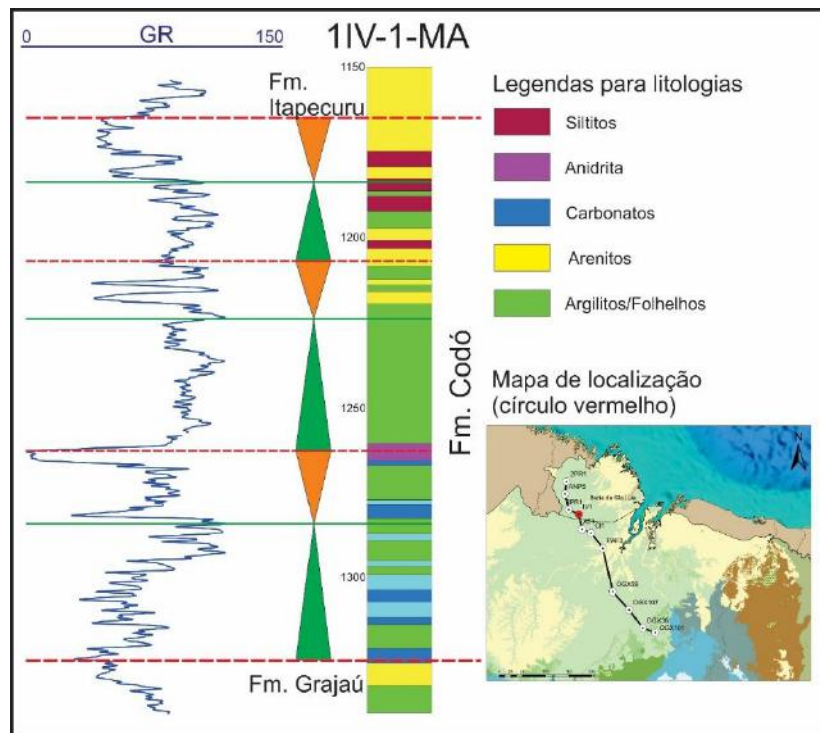 0 GR 150
1IV-1-MA
Fm.
Itapecuru
1150
1200
1250
1300
Fm. Grajaú
Fm. Codó
Legendas para litologias
Siltitos
Anidrita
Carbonatos
Arenitos
Argilitos/Folhelhos
Mapa de localização
(círculo vermelho)
2PR1